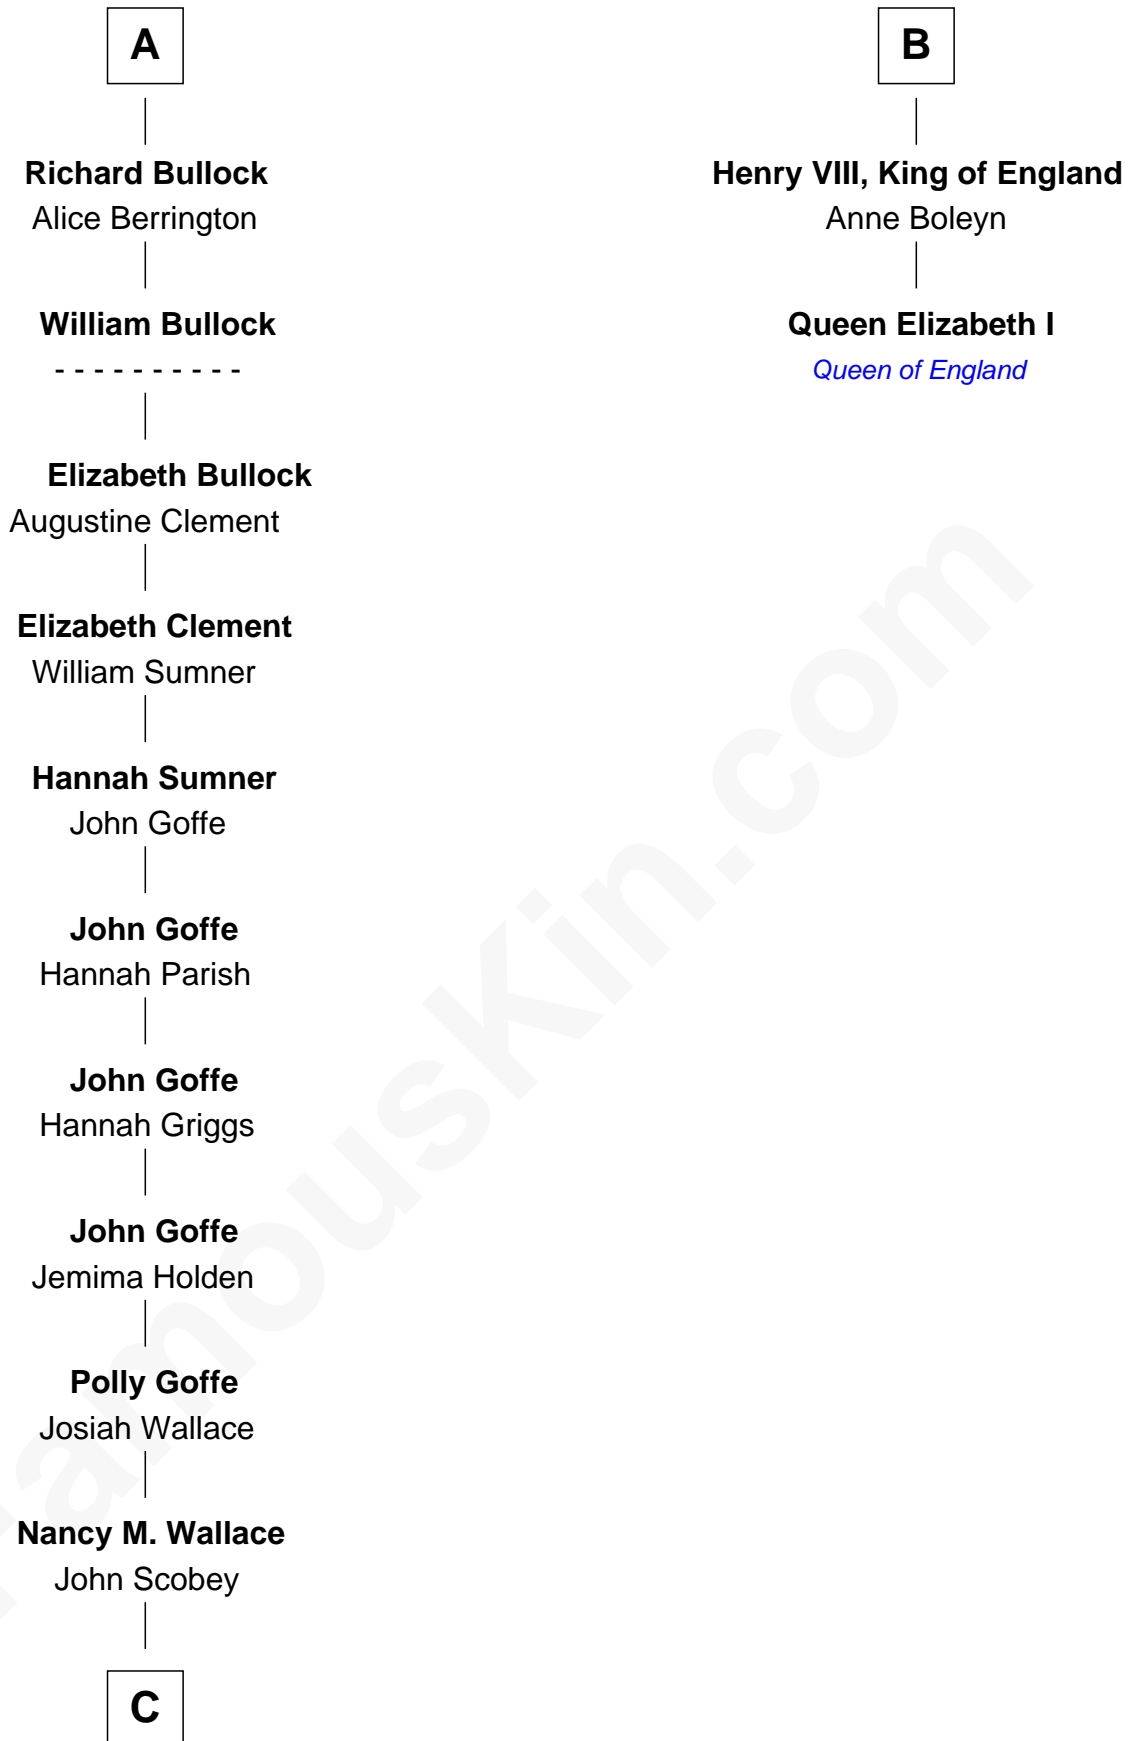 A
Richard Bullock
Alice Berrington
William Bullock
- - - - - - - - - -
Elizabeth Bullock
Augustine Clement
Elizabeth Clement
William Sumner
Hannah Sumner
John Goffe
John Goffe
Hannah Parish
John Goffe
Hannah Griggs
John Goffe
Jemima Holden
Polly Goffe
Josiah Wallace
Nancy M. Wallace
John Scobey
C
B
Henry VIII, King of England
Anne Boleyn
Queen Elizabeth I
Queen of England
FamousKin.com